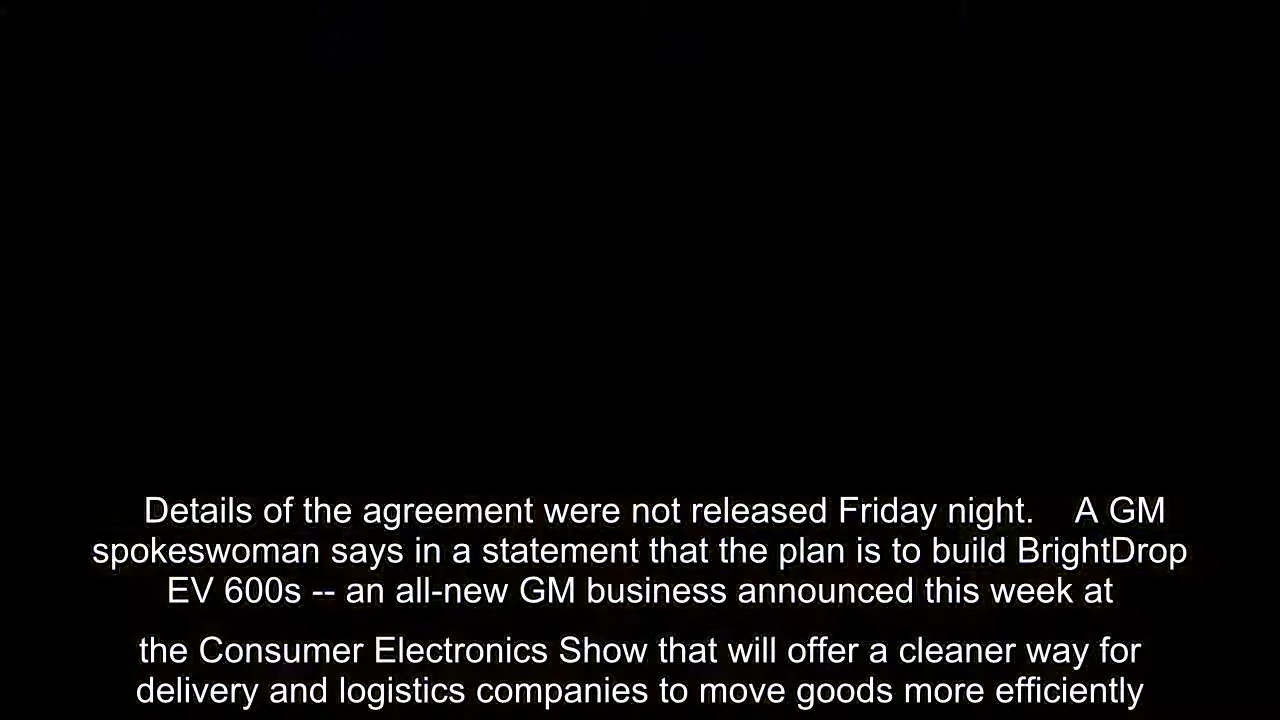 Details of the agreement were not released Friday night.    A GM
spokeswoman says in a statement that the plan is to build BrightDrop
EV 600s -- an all-new GM business announced this week at
the Consumer Electronics Show that will offer a cleaner way for
delivery and logistics companies to move goods more efficiently